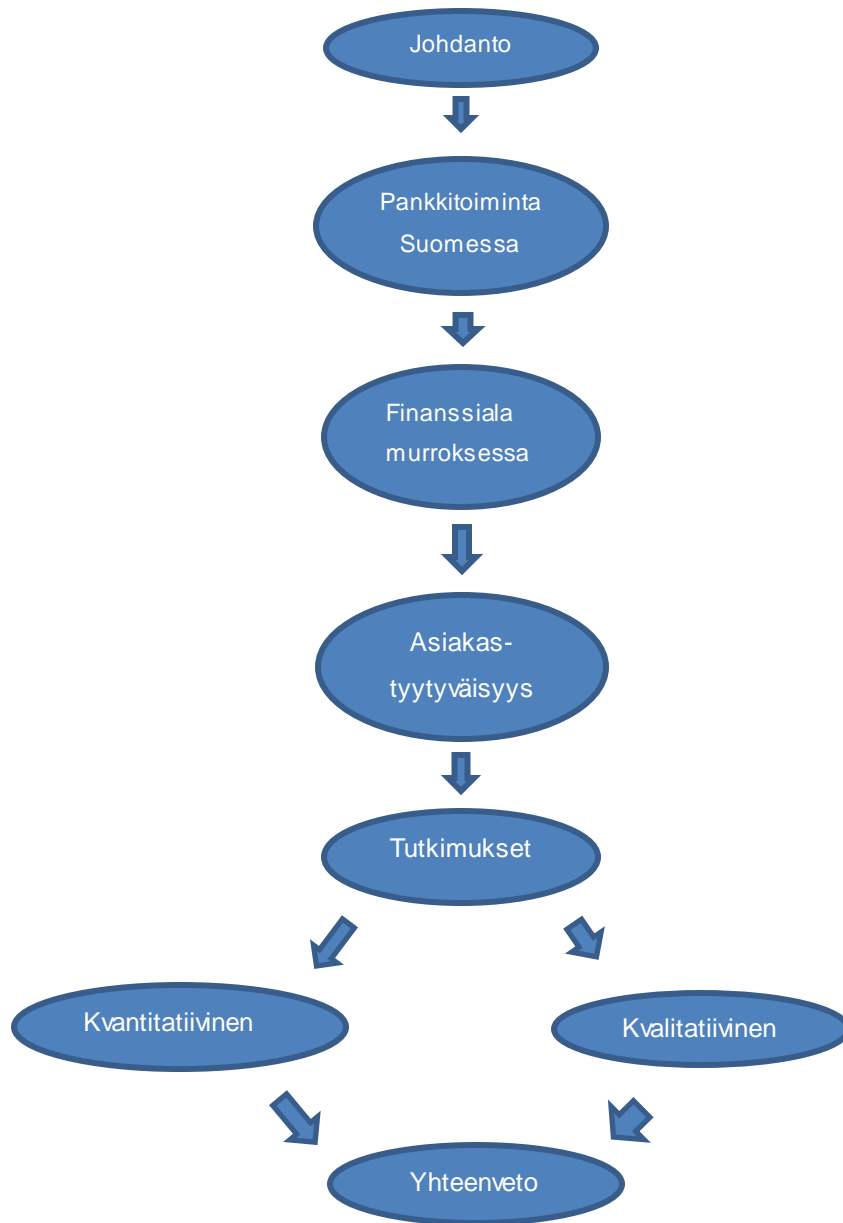 Johdanto
Pankkitoiminta
Suomessa
Finanssiala
murroksessa
Asiakas-
tyytyväisyys
Tutkimukset
Kvantitatiivinen
Kvalitatiivinen
Yhteenveto